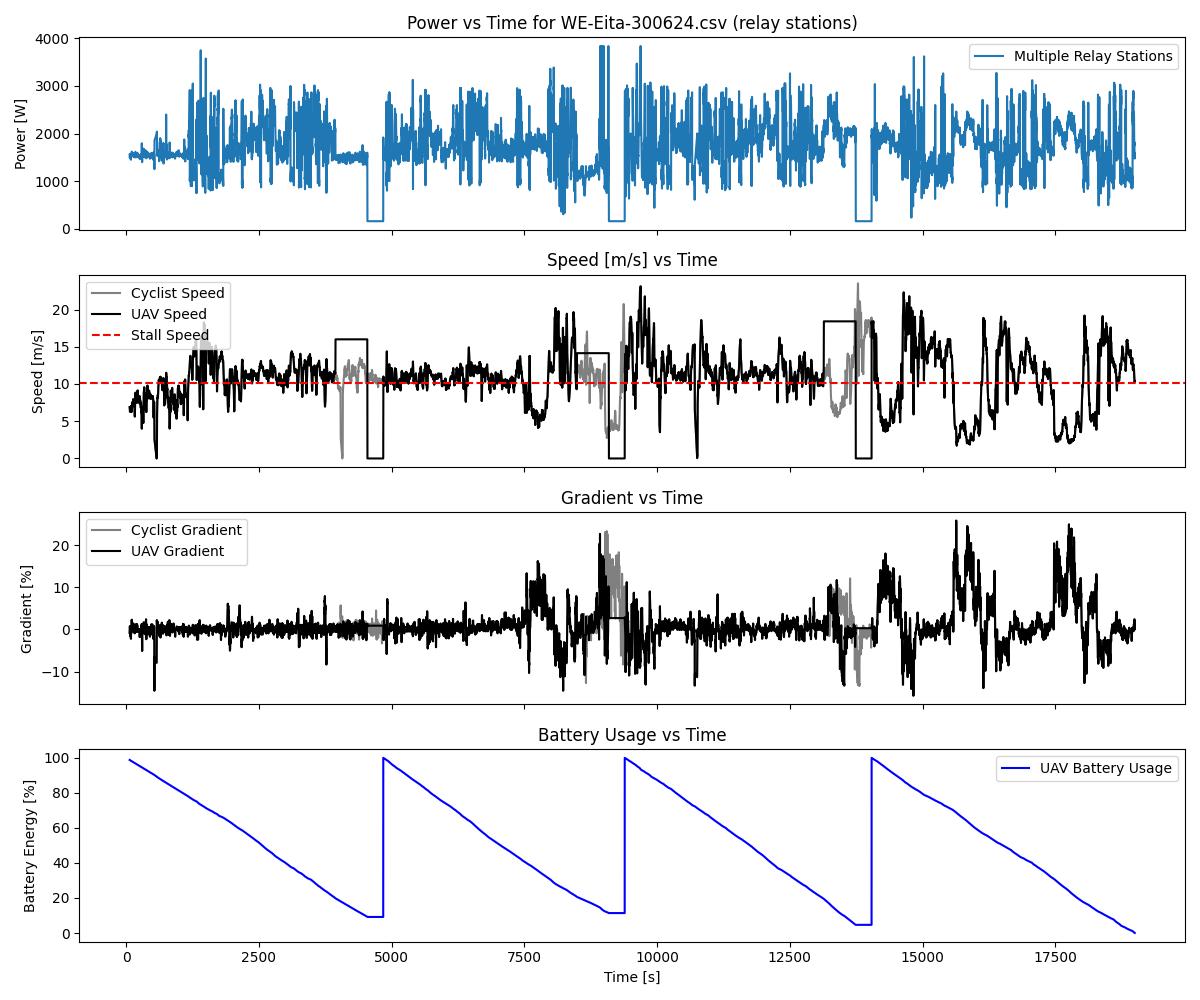 Power vs Time for WE-Eita-300624.csv (relay stations)
4000
3000
2000
1000
0
Power [W]
Multiple Relay Stations
Speed [m/s] vs Time
20
15
10
5
0
Speed [m/s]
Cyclist Speed
UAV Speed
Stall Speed
Gradient vs Time
20
10
0
−10
Gradient [%]
Cyclist Gradient
UAV Gradient
Battery Usage vs Time
100
80
60
40
20
0
Battery Energy [%]
UAV Battery Usage
0 2500 5000 7500 10000 12500 15000 17500
Time [s]